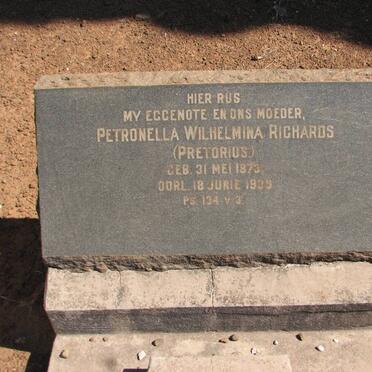 HIER RUS
MY EGGENOTE EN ONS MOEDER,
PETRONELLA WILHELMINA RICHARDS
(PRETORIUS)
GEB. 31 MEI 1873
OORL. 18 JUNIE 1939
PS. 134 V 3